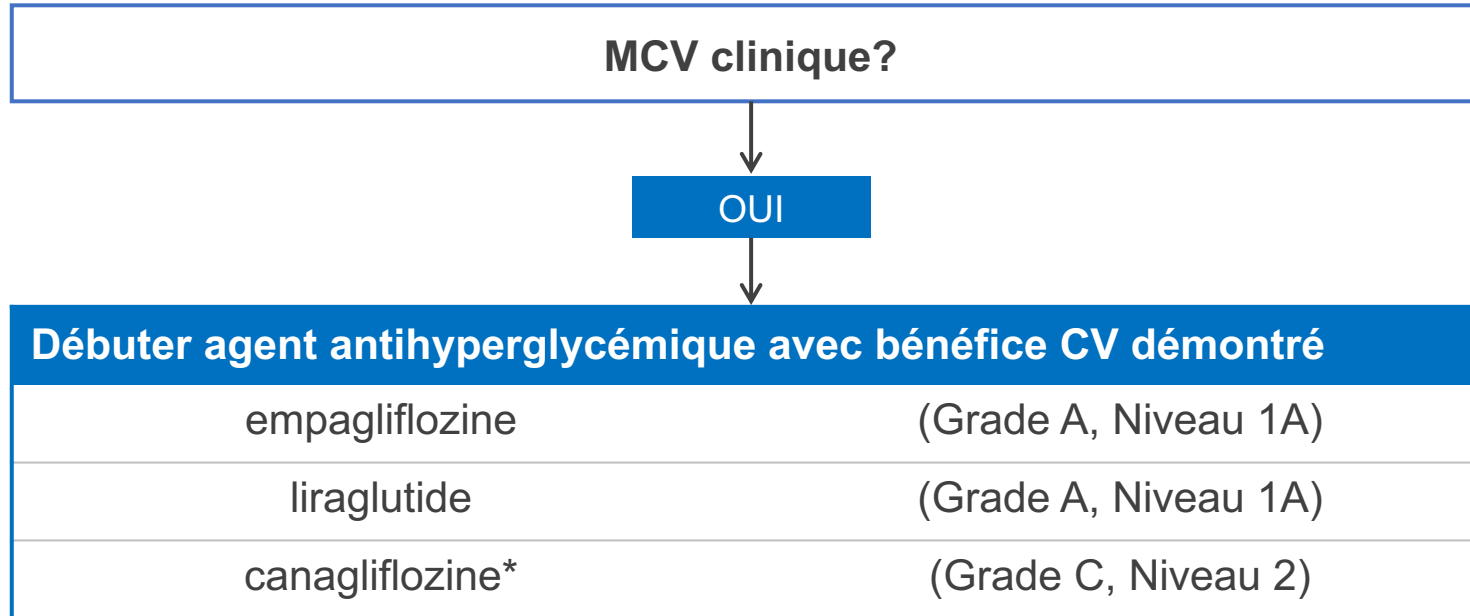 MCV clinique?
OUI
Débuter agent antihyperglycémique avec bénéfice CV démontré
empagliflozine (Grade A, Niveau 1A)
liraglutide (Grade A, Niveau 1A)
canagliflozine* (Grade C, Niveau 2)